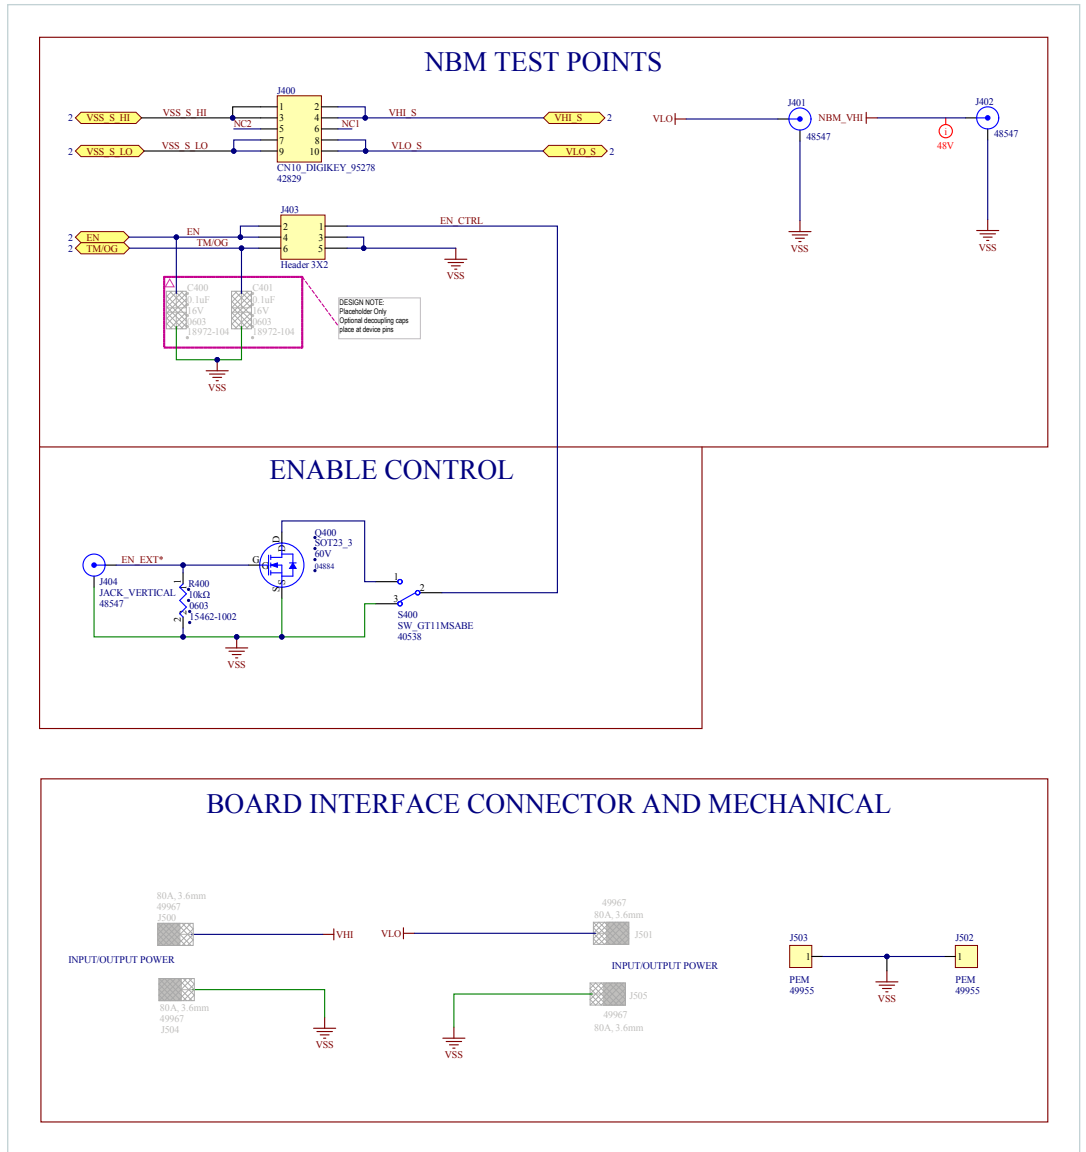 NBM TEST POINTS
J400
2 VSS_S_HI VSS_S_HI 1 2 VHI_S VHI_S 2
3 4
NC2 5 6 NC1
7 8
2 VSS_S_LO VSS_S_LO 9 10 VLO_S VLO_S 2
CN10_DIGIKEY_95278
42829
VLO J401
48547
VSS
NBM_VHI J402
i 48547
48V
VSS
J403
2 EN EN 2 1 EN_CTRL
2 TM/OG TM/OG 4 3
6 5
Header 3X2
VSS
C400 C401
0.1uF 0.1uF
16V 16V
0603 0603
18972-104 18972-104
VSS
DESIGN NOTE:
Placeholder Only
Optional decoupling caps
place at device pins
ENABLE CONTROL
EN_EXT*
J404
JACK_VERTICAL
48547
1 R400
10kΩ
0603
2 15462-1002
G G D D S S
Q400
SOT23_3
60V
04884
VSS
1
2
3
S400
SW_GT11MSABE
40538
BOARD INTERFACE CONNECTOR AND MECHANICAL
80A, 3.6mm
49967
J500
VHI
INPUT/OUTPUT POWER
80A, 3.6mm
49967
J504
VSS
49967
80A, 3.6mm
VLO J501
INPUT/OUTPUT POWER
J505
49967
80A, 3.6mm
VSS
J503 J502
1 1
PEM PEM
49955 49955
VSS